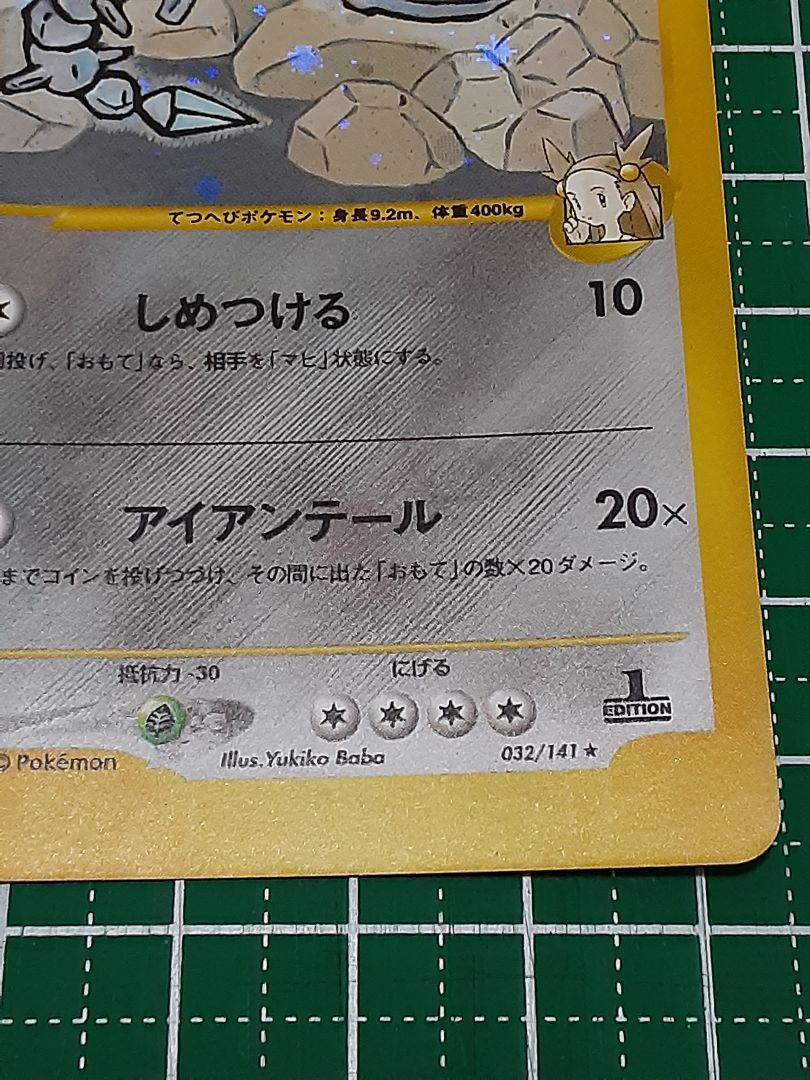 てつへびポケモン：身長9.2m、体重400kg
しめつける 10
投げ、「おもて」なら、相手を「マヒ」状態にする。
アイアンテール 20×
までコインを投げつづけ、その間に出た「おもて」の数×20ダメージ。
抵抗力 -30 にげる
1 EDITION
© Pokémon Illus. Yukiko Baba 032/141 ★